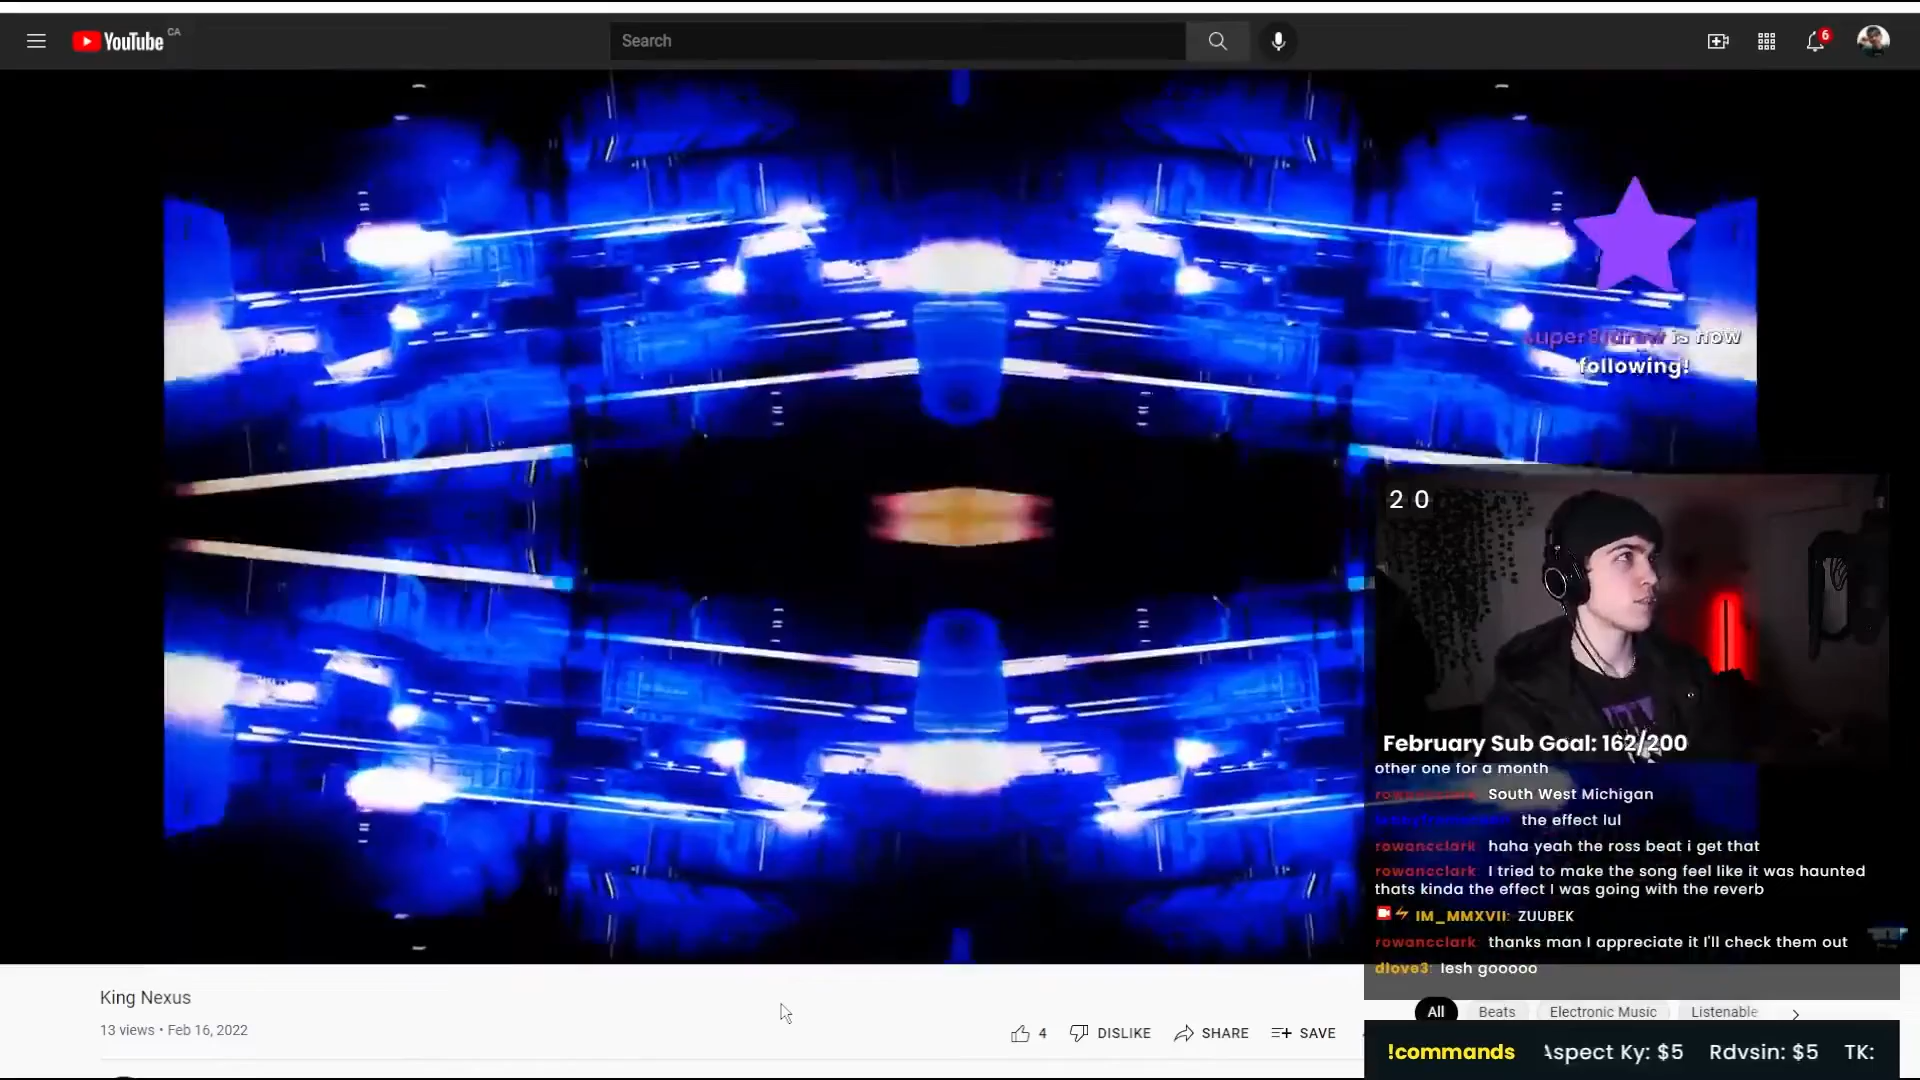 YouTube CA
Search
6
is now
following!
2 0
February Sub Goal: 162/200
other one for a month
rowancclark: South West Michigan
the effect lul
rowancclark: haha yeah the ross beat i get that
rowancclark: I tried to make the song feel like it was haunted
thats kinda the effect I was going with the reverb
IM_MMXVII: ZUUBEK
rowancclark: thanks man I appreciate it I'll check them out
dlove3: lesh gooooo
King Nexus
13 views • Feb 16, 2022
4 DISLIKE SHARE SAVE
All Beats Electronic Music Listenable
!commands Aspect Ky: $5 Rdvsin: $5 TK: